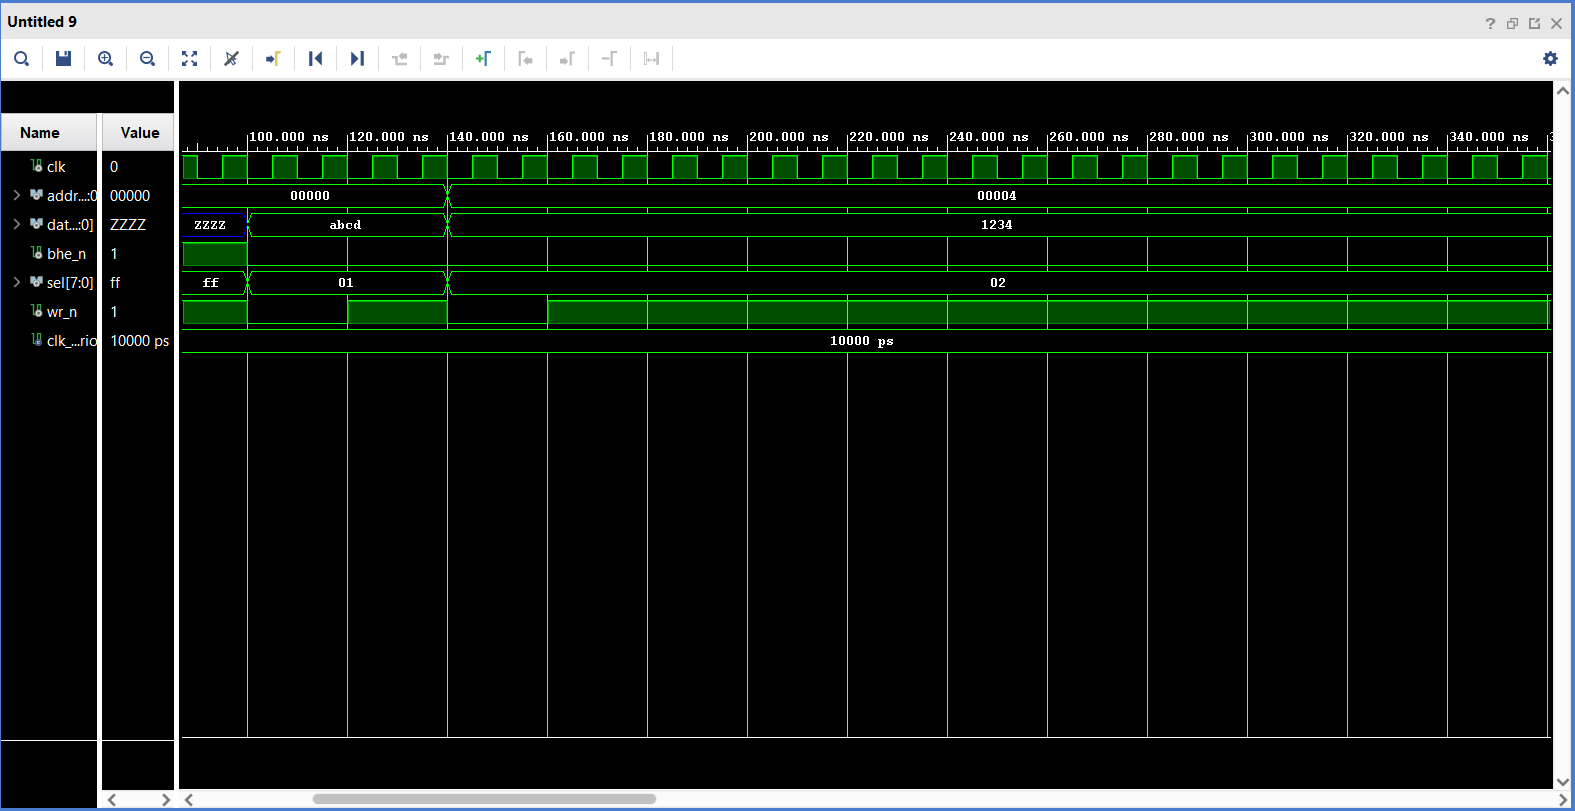 Untitled 9
Name Value
100.000 ns 120.000 ns 140.000 ns 160.000 ns 180.000 ns 200.000 ns 220.000 ns 240.000 ns 260.000 ns 280.000 ns 300.000 ns 320.000 ns 340.000 ns
clk 0
addr...:0 00000 00000 00004
dat...:0] ZZZZ ZZZZ abcd 1234
bhe_n 1
sel[7:0] ff ff 01 02
wr_n 1
clk_...rio 10000 ps 10000 ps